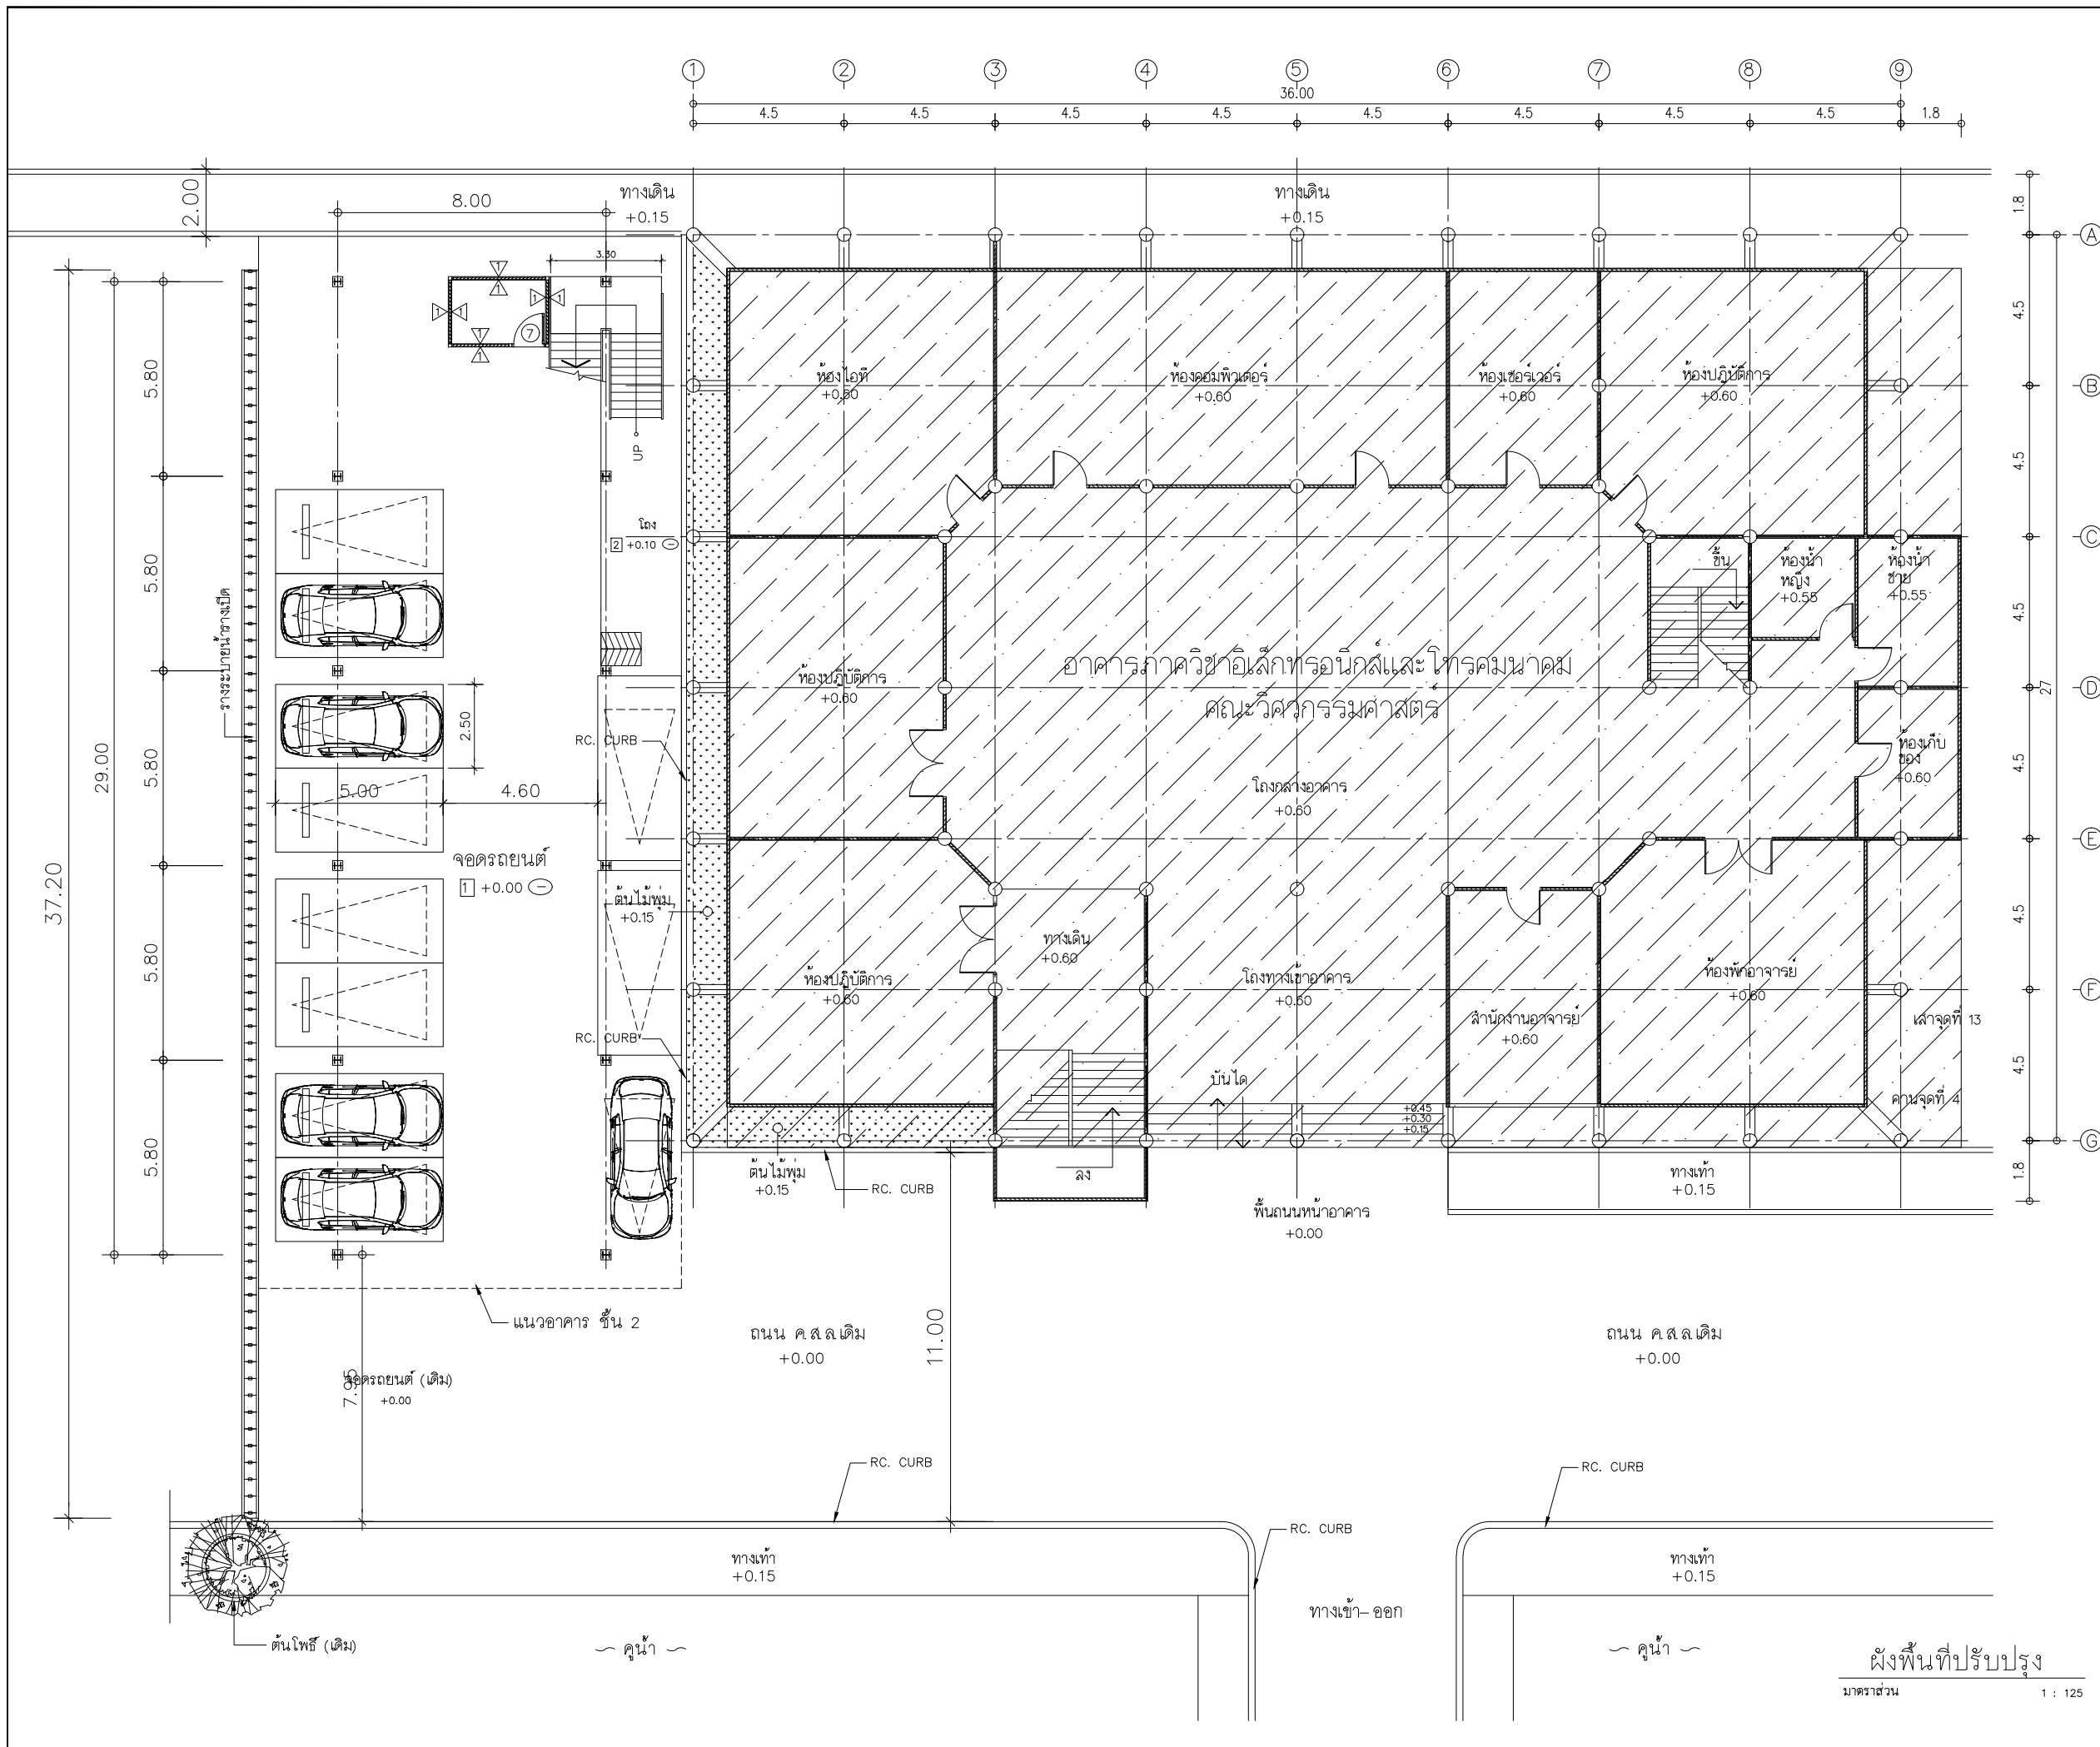 1 2 3 4 5 6 7 8 9
36.00
4.5 4.5 4.5 4.5 4.5 4.5 4.5 4.5 1.8
2.00
8.00
ทางเดิน
+0.15
ทางเดิน
+0.15
1.8
A
3.30
1 1 1 1 1 1 1 1
7
4.5
5.80
ห้องไอที
+0.60
ห้องคอมพิวเตอร์
+0.60
ห้องเซอร์เวอร์
+0.60
ห้องปฏิบัติการ
+0.60
B
UP
4.5
โถง
2 +0.10
C
5.80
รางระบายน้ำรางเปิด
ขึ้น
ห้องน้ำ
หญิง
+0.55
ห้องน้ำ
ชาย
+0.55
4.5
อาคารภาควิชาอิเล็กทรอนิกส์และโทรคมนาคม
คณะวิศวกรรมศาสตร์
ห้องปฏิบัติการ
+0.60
D
27
2.50
RC. CURB
29.00
5.80
ห้องเก็บ
ของ
+0.60
4.5
5.00
4.60
โถงกลางอาคาร
+0.60
E
จอดรถยนต์
1 +0.00
37.20
ต้นไม้พุ่ม
+0.15
4.5
5.80
ทางเดิน
+0.60
ห้องปฏิบัติการ
+0.60
โถงทางเข้าอาคาร
+0.60
ห้องพักอาจารย์
+0.60
F
สำนักงานอาจารย์
+0.60
เสาจุดที่ 13
RC. CURB
4.5
บันได
คานจุดที่ 4
+0.45
+0.30
+0.15
G
5.80
ต้นไม้พุ่ม
+0.15
RC. CURB
ลง
ทางเท้า
+0.15
1.8
พื้นถนนหน้าอาคาร
+0.00
แนวอาคาร ชั้น 2
ถนน ค.ส.ล.เดิม
+0.00
11.00
ถนน ค.ส.ล.เดิม
+0.00
จอดรถยนต์ (เดิม)
+0.00
RC. CURB
RC. CURB
RC. CURB
ทางเท้า
+0.15
ทางเท้า
+0.15
ทางเข้า-ออก
ต้นโพธิ์ (เดิม)
คูน้ำ
คูน้ำ
ผังพื้นที่ปรับปรุง
มาตราส่วน 1 : 125